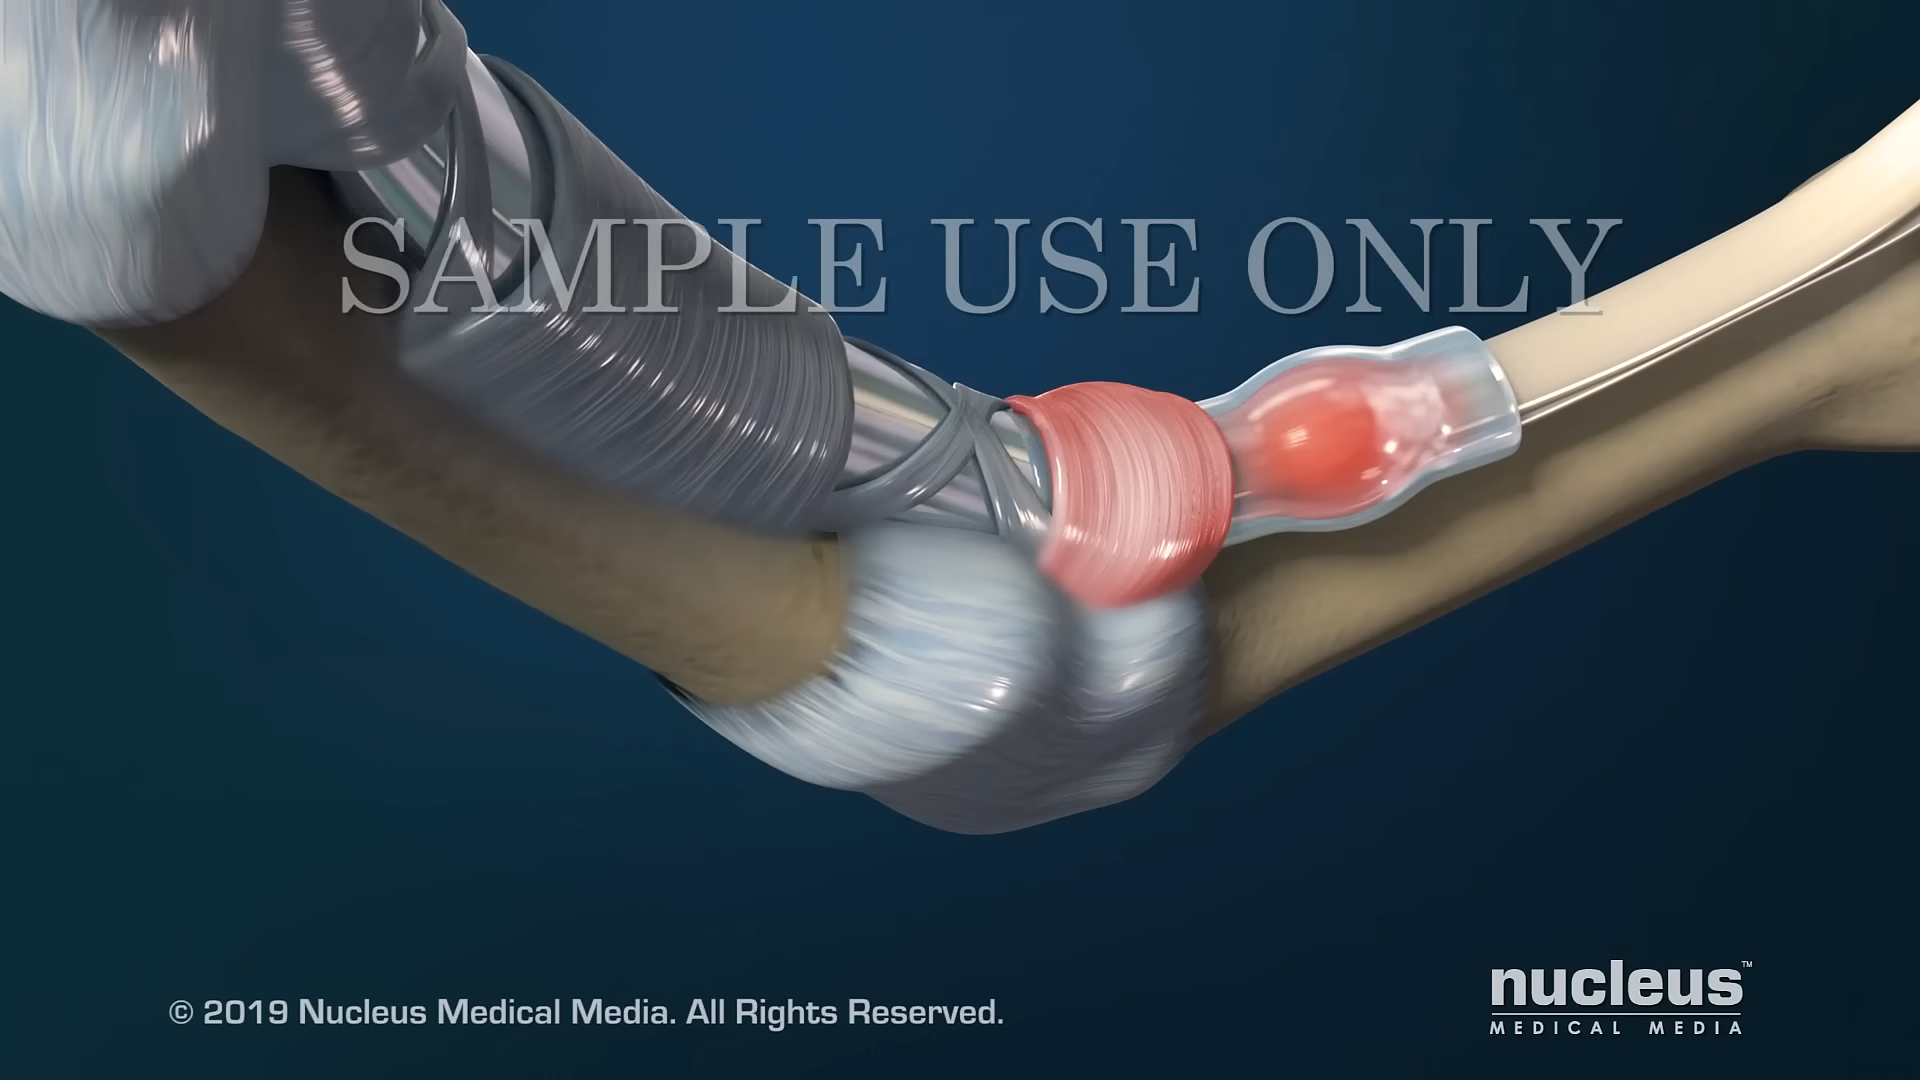 SAMPLE USE ONLY
© 2019 Nucleus Medical Media. All Rights Reserved.
nucleus™
MEDICAL MEDIA